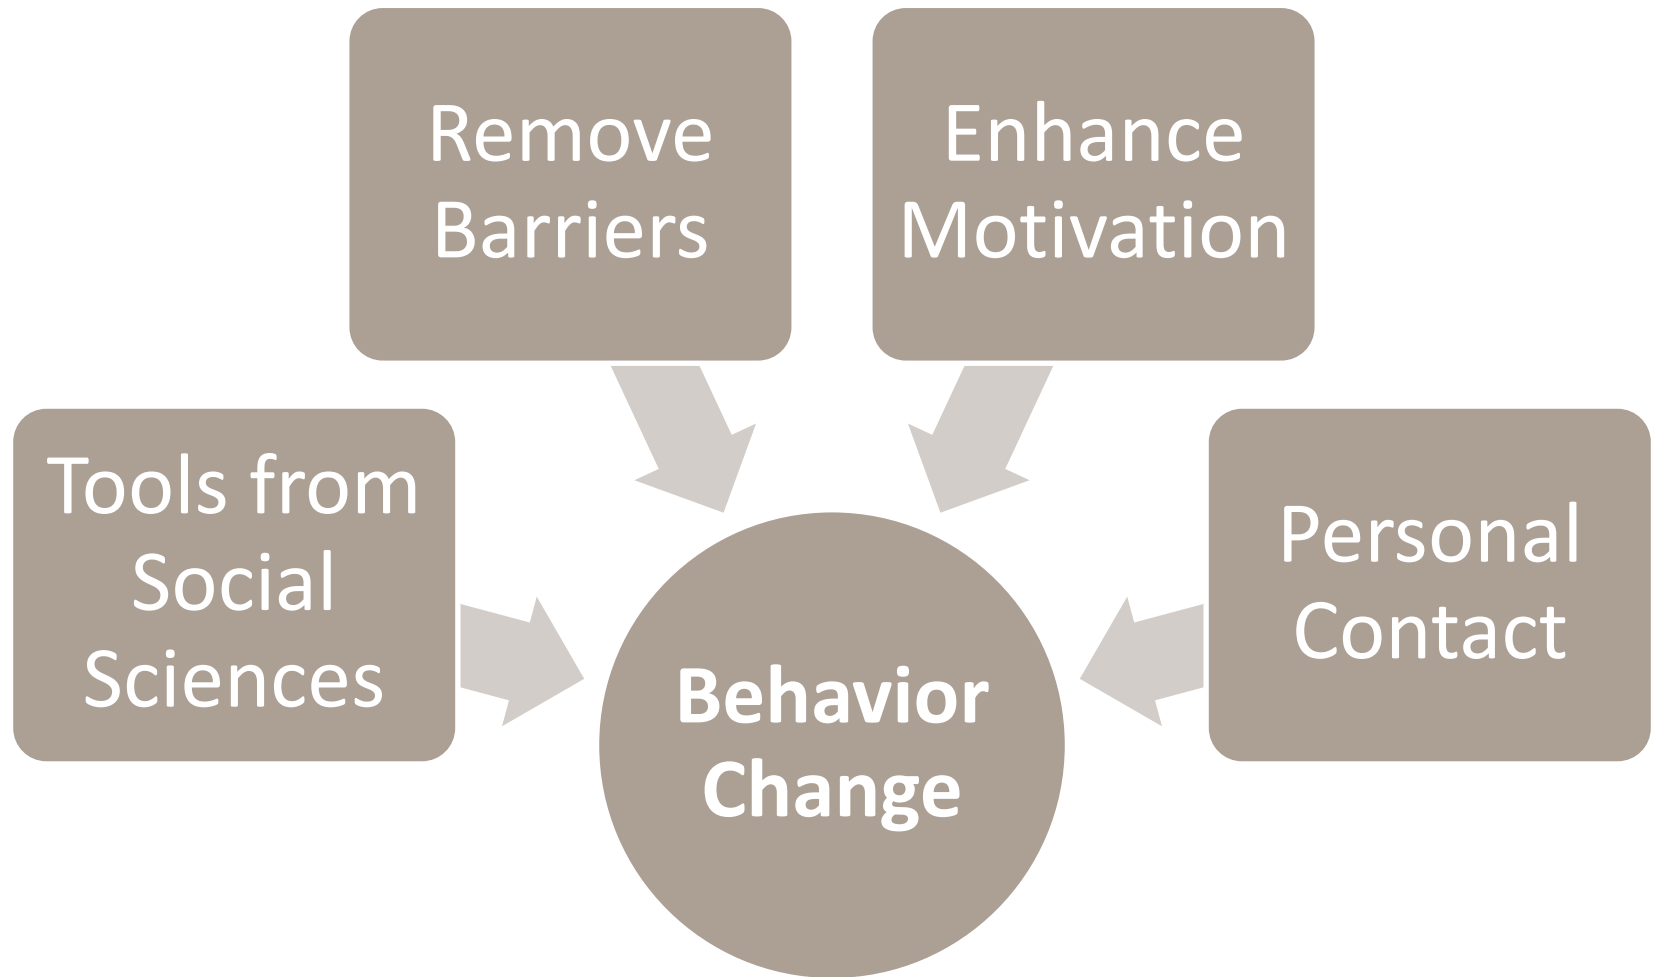 Remove
Barriers
Enhance
Motivation
Tools from
Social
Sciences
Personal
Contact
Behavior
Change